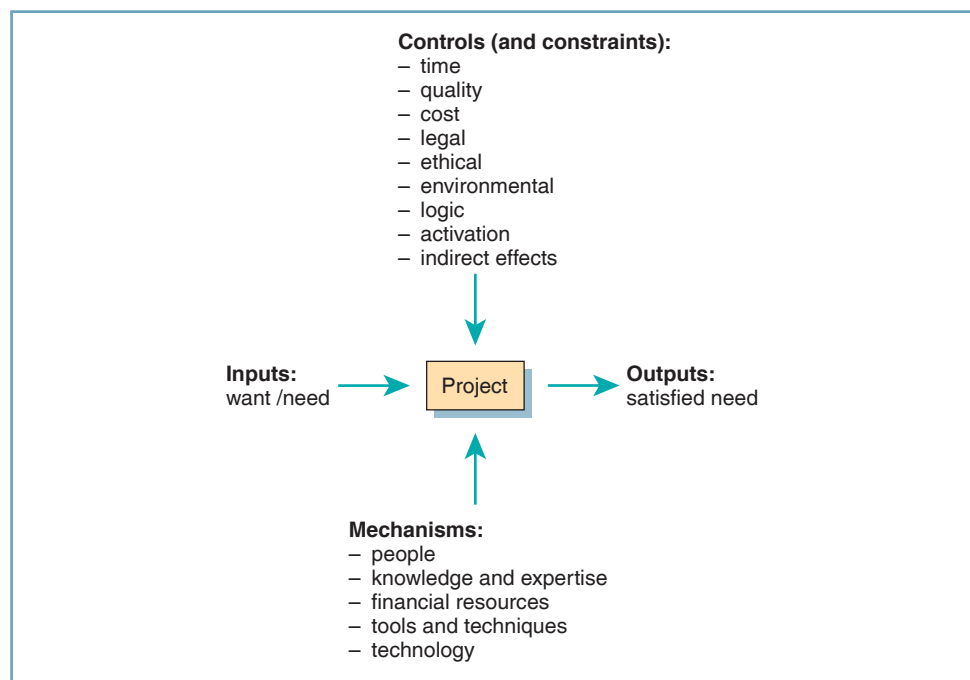 Controls (and constraints):
– time
– quality
– cost
– legal
– ethical
– environmental
– logic
– activation
– indirect effects
Inputs:
want /need
Project
Outputs:
satisfied need
Mechanisms:
– people
– knowledge and expertise
– financial resources
– tools and techniques
– technology